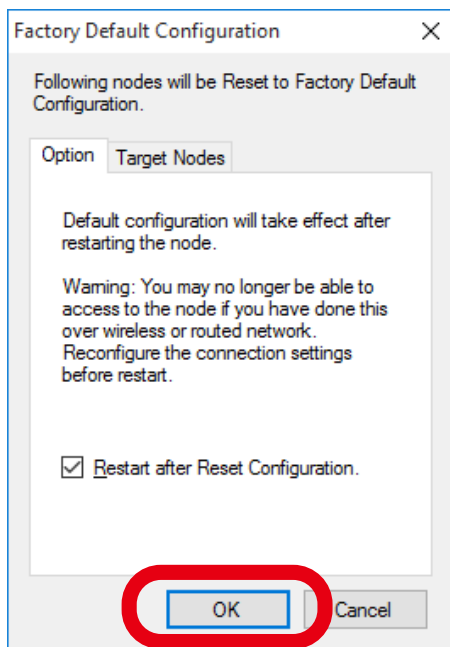 Factory Default Configuration
Following nodes will be Reset to Factory Default
Configuration.
Option
Target Nodes
Default configuration will take effect after
restarting the node.
Warning: You may no longer be able to
access to the node if you have done this
over wireless or routed network.
Reconfigure the connection settings
before restart.
Restart after Reset Configuration.
OK
Cancel